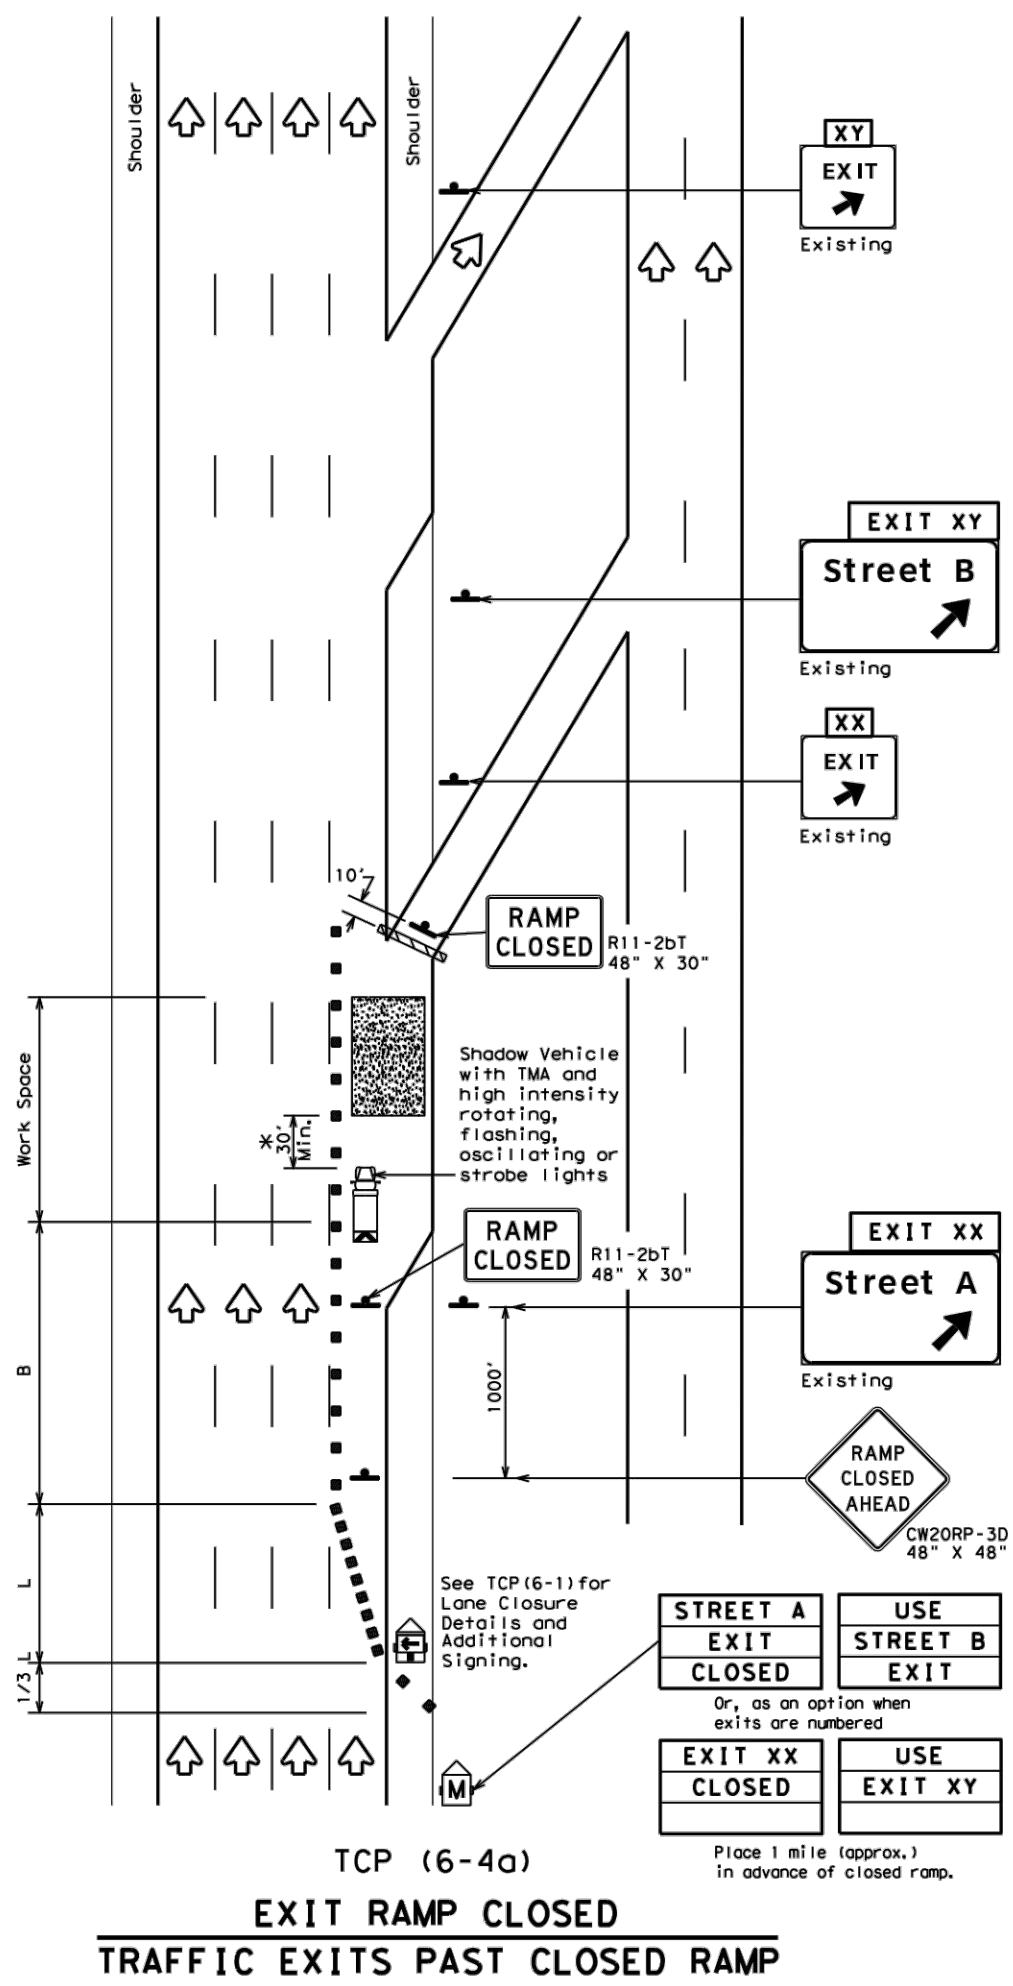 Shoulder
Shoulder
XY
EXIT
Existing
EXIT XY
Street B
Existing
XX
EXIT
Existing
10'
RAMP
CLOSED
R11-2bT
48" X 30"
Work Space
Shadow Vehicle
with TMA and
high intensity
rotating,
flashing,
oscillating or
strobe lights
*
30'
Min.
RAMP
CLOSED
R11-2bT
48" X 30"
EXIT XX
Street A
Existing
B
1000'
RAMP
CLOSED
AHEAD
CW20RP-3D
48" X 48"
L
See TCP(6-1)for
Lane Closure
Details and
Additional
Signing.
1/3 L
STREET A
EXIT
CLOSED
USE
STREET B
EXIT
Or, as an option when
exits are numbered
EXIT XX
CLOSED
USE
EXIT XY
M
Place 1 mile (approx.)
in advance of closed ramp.
TCP (6-4a)
EXIT RAMP CLOSED
TRAFFIC EXITS PAST CLOSED RAMP